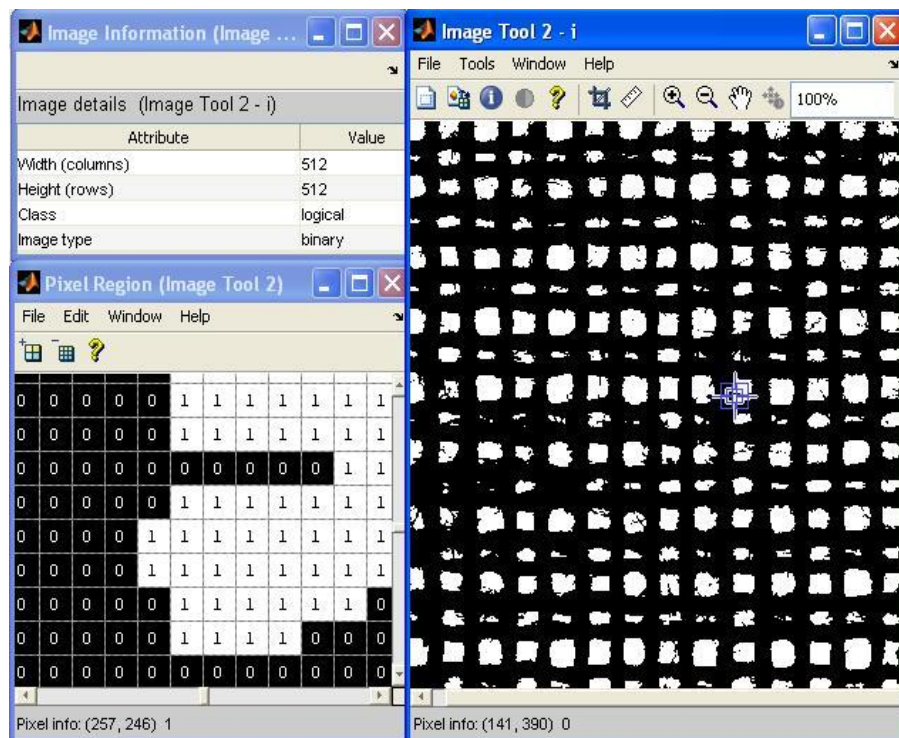 Image Information (Image ...
Image details (Image Tool 2 - i)
Attribute Value
Width (columns) 512
Height (rows) 512
Class logical
Image type binary
Pixel Region (Image Tool 2)
File Edit Window Help
0 0 0 0 0 1 1 1 1 1 1 1
0 0 0 0 0 1 1 1 1 1 1 1
0 0 0 0 0 0 0 0 0 0 1 1
0 0 0 0 0 1 1 1 1 1 1 1
0 0 0 0 1 1 1 1 1 1 1 1
0 0 0 0 1 1 1 1 1 1 1 1
0 0 0 0 0 1 1 1 1 1 1 0
0 0 0 0 0 1 1 1 1 0 0 0
0 0 0 0 0 0 0 0 0 0 0 0
Pixel info: (257, 246) 1
Image Tool 2 - i
File Tools Window Help
100%
Pixel info: (141, 390) 0